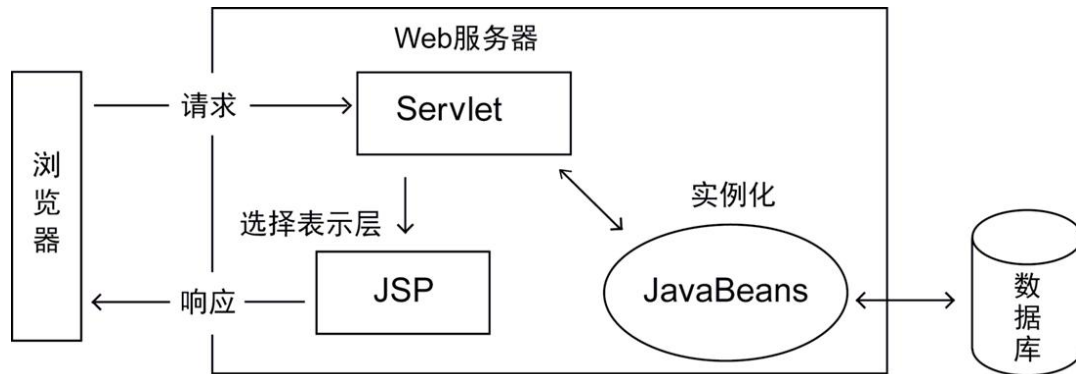 Web服务器
请求
Servlet
浏览器
实例化
选择表示层
响应
JSP
JavaBeans
数据库